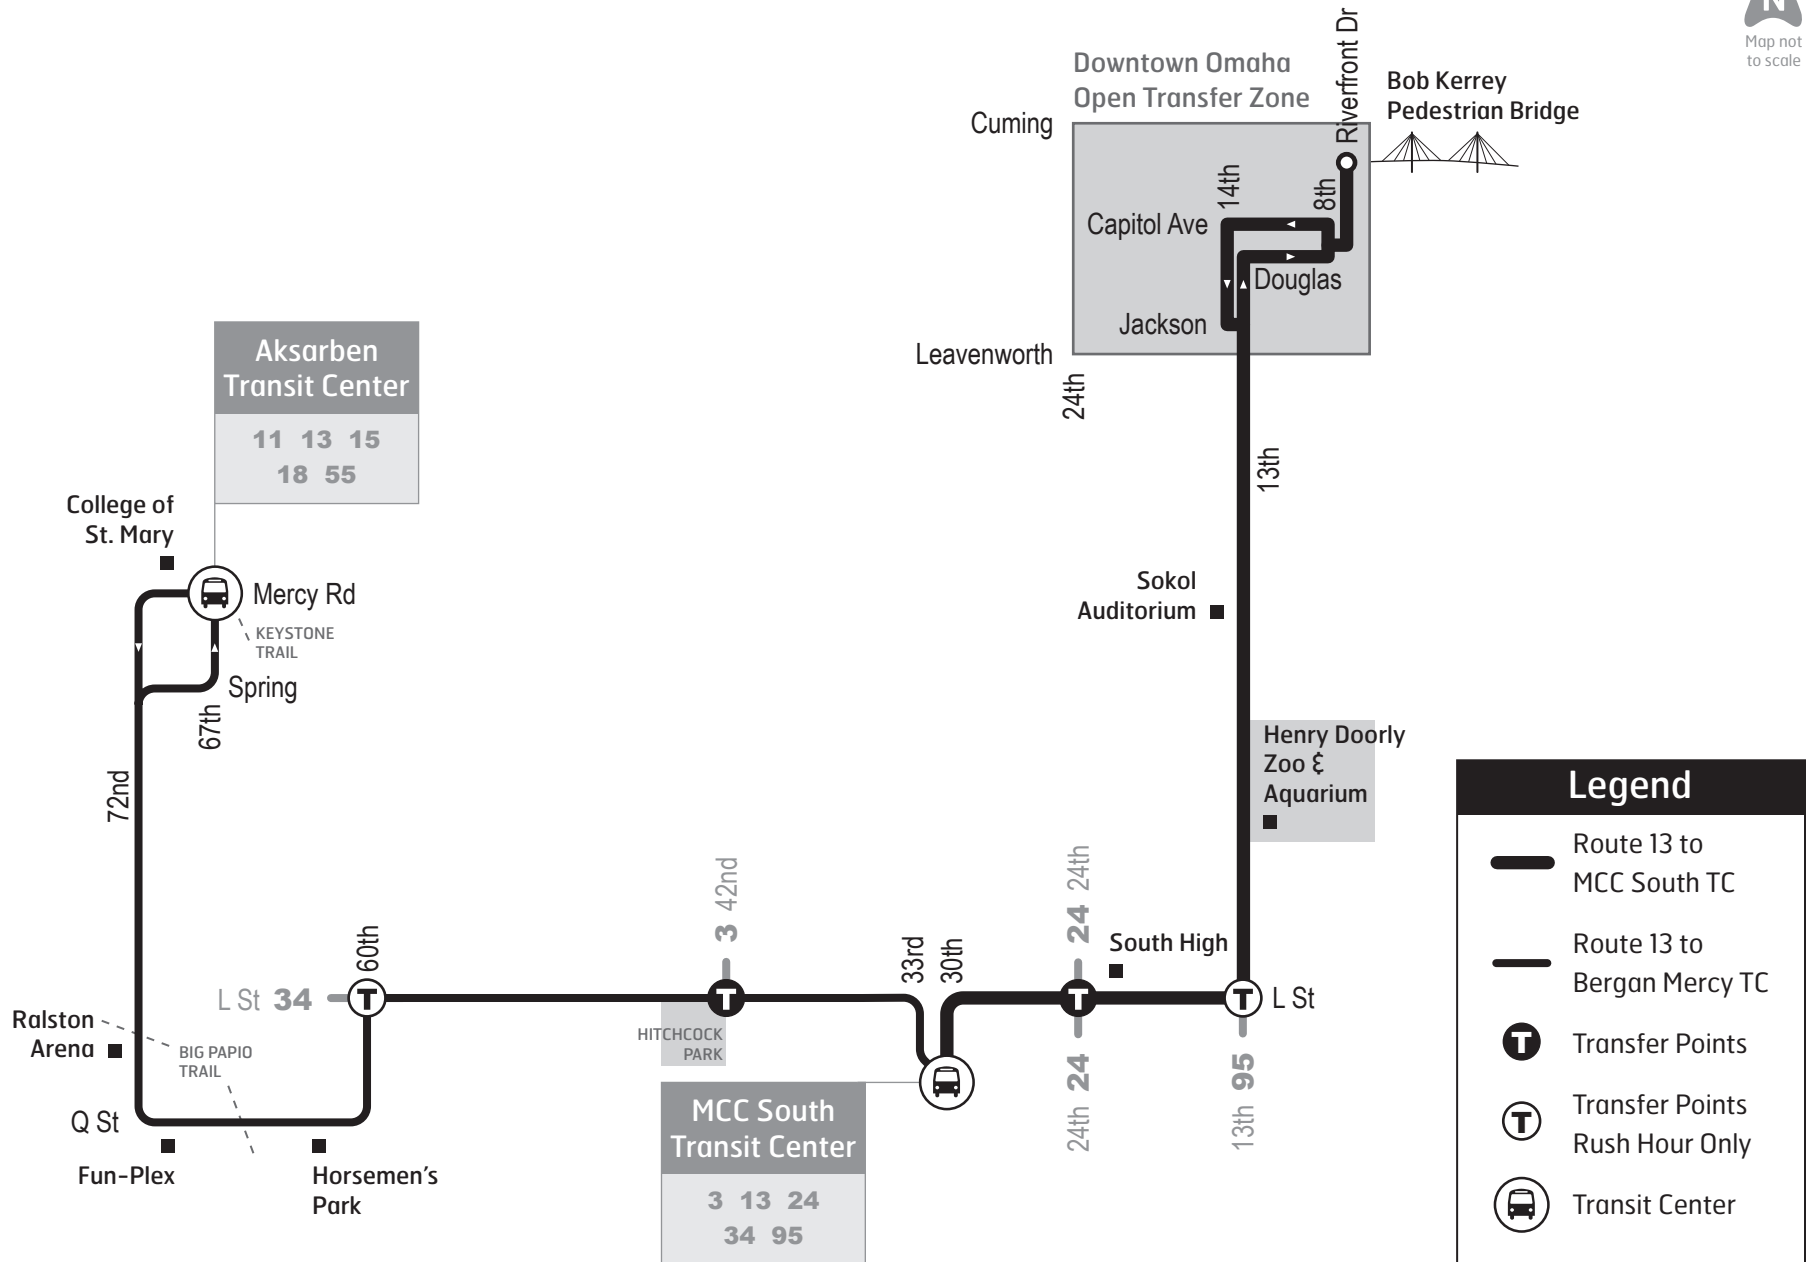 N
Map not
to scale
Downtown Omaha
Open Transfer Zone
Riverfront Dr
Bob Kerrey
Pedestrian Bridge
Cuming
14th
8th
Capitol Ave
Douglas
Jackson
Leavenworth
24th
13th
Aksarben
Transit Center
11 13 15
18 55
College of
St. Mary
Mercy Rd
KEYSTONE
TRAIL
Spring
67th
72nd
Sokol
Auditorium
Henry Doorly
Zoo &
Aquarium
L St 34
T
60th
3 42nd
T
HITCHCOCK
PARK
33rd
30th
24 24th
T
24th 24
South High
T
L St
13th 95
Ralston
Arena
BIG PAPIO
TRAIL
Q St
Fun-Plex
Horsemen's
Park
MCC South
Transit Center
3 13 24
34 95
Legend
Route 13 to
MCC South TC
Route 13 to
Bergan Mercy TC
T
Transfer Points
T
Transfer Points
Rush Hour Only
Transit Center